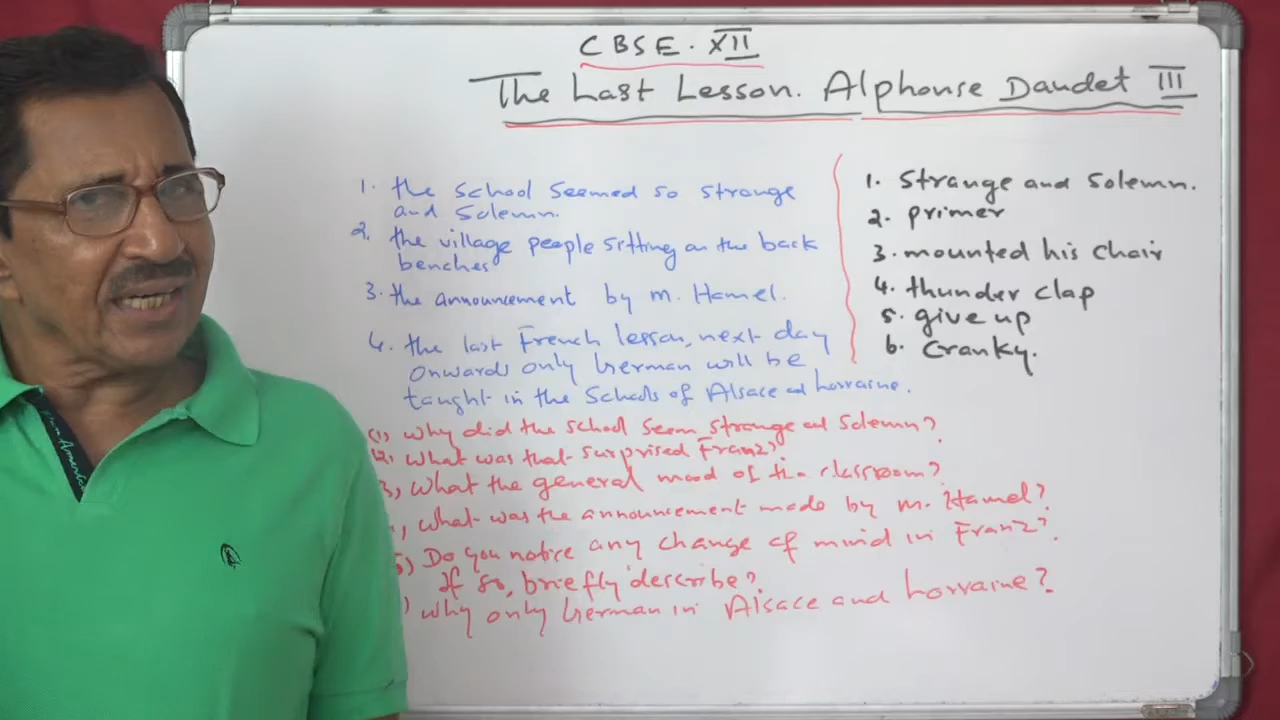 CBSE. XII
The Last Lesson. Alphonse Daudet III
1. the school seemed so strange
and solemn.
2. the village people sitting on the back
benches
3. the announcement by M. Hamel.
4. the last French lesson, next day
onwards only German will be
taught in the Schools of Alsace and Lorraine.
1. Strange and solemn.
2. primer
3. mounted his chair
4. thunder clap
5. give up
6. Cranky.
(1) Why did the school seem strange and solemn?
(2) What was that surprised Franz?
3) What the general mood of the classroom?
) What was the announcement made by M. Hamel?
5) Do you notice any change of mind in Franz?
If so, briefly describe?
) Why only German in Alsace and Lorraine?